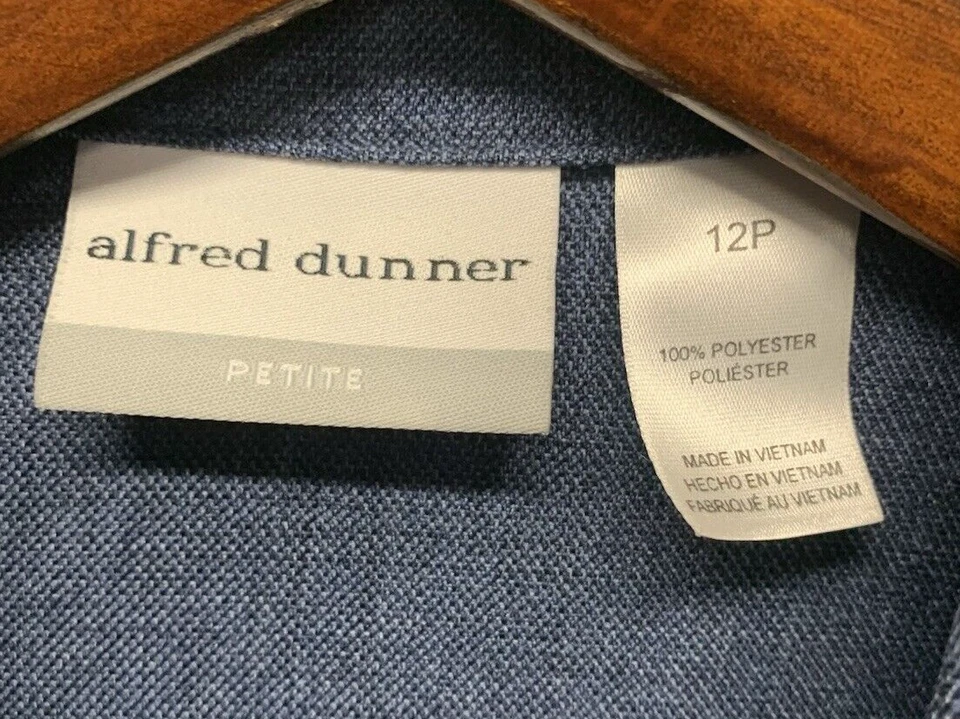 alfred dunner
PETITE
12P
100% POLYESTER
POLIÉSTER
MADE IN VIETNAM
HECHO EN VIETNAM
FABRIQUÉ AU VIETNAM